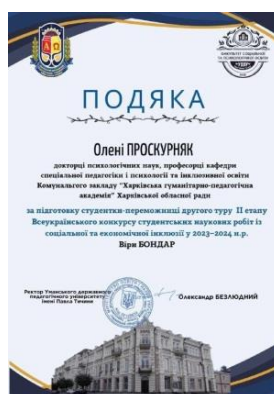 ПОДЯКА
Олені ПРОСКУРНЯК
докторці психологічних наук, професорці кафедри
спеціальної педагогіки і психології та інклюзивної освіти
Комунального закладу "Харківська гуманітарно-педагогічна
академія" Харківської обласної ради
за підготовку студентки-переможниці другого туру II етапу
Всеукраїнського конкурсу студентських наукових робіт із
соціальної та економічної інклюзії у 2023-2024 н.р.
Віри БОНДАР
Ректор Уманського державного
педагогічного університету
імені Павла Тичини
Олександр БЕЗЛЮДНИЙ